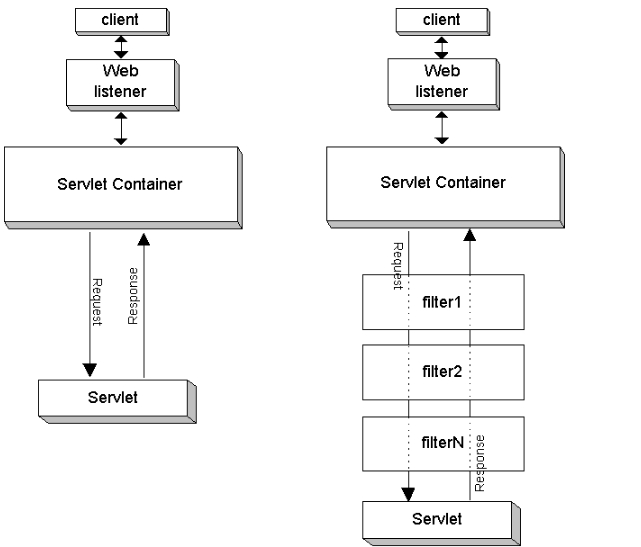 client
Web
listener
Servlet Container
Request
Response
Servlet
client
Web
listener
Servlet Container
Request
filter1
filter2
filterN
Response
Servlet